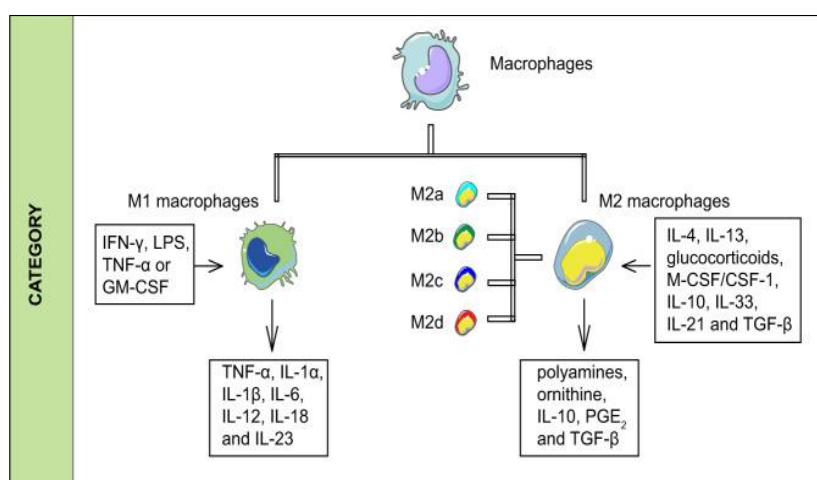 CATEGORY
Macrophages
M1 macrophages
IFN-γ, LPS,
TNF-α or
GM-CSF
TNF-α, IL-1α,
IL-1β, IL-6,
IL-12, IL-18
and IL-23
M2a
M2b
M2c
M2d
M2 macrophages
IL-4, IL-13,
glucocorticoids,
M-CSF/CSF-1,
IL-10, IL-33,
IL-21 and TGF-β
polyamines,
ornithine,
IL-10, PGE₂
and TGF-β